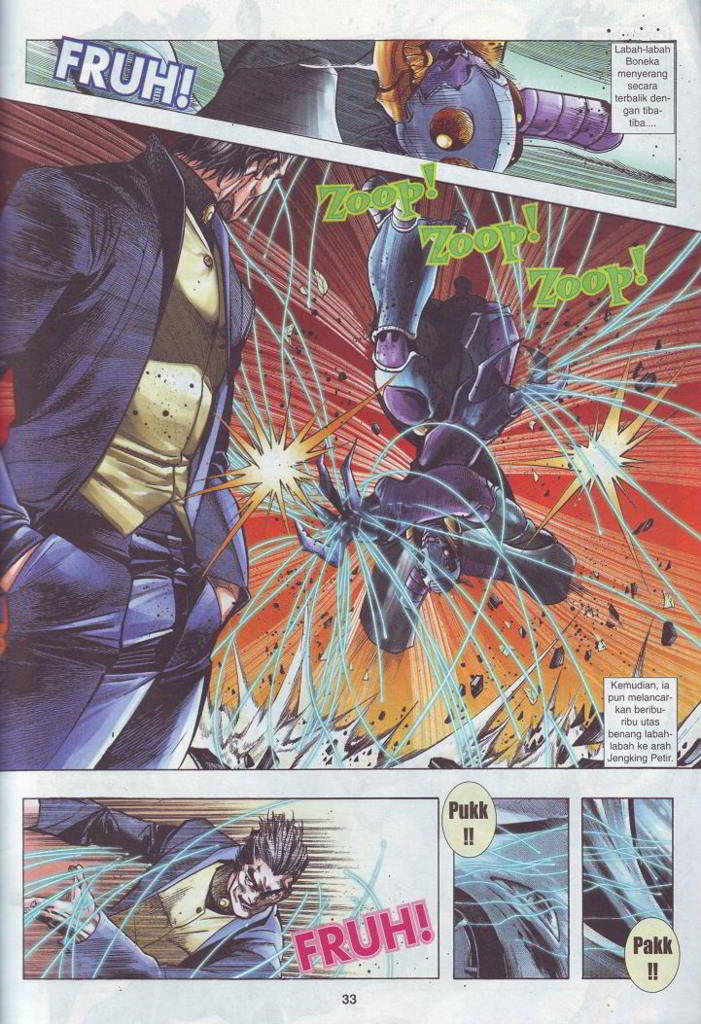 FRUH!
Labah-labah
Boneka
menyerang
secara
terbalik den-
gan tiba-
tiba....
Zoop!
Zoop!
Zoop!
Kemudian, ia
pun melancar-
kan beribu-
ribu utas
benang labah-
labah ke arah
Jengking Petir.
FRUH!
Pukk
!!
Pakk
!!
33